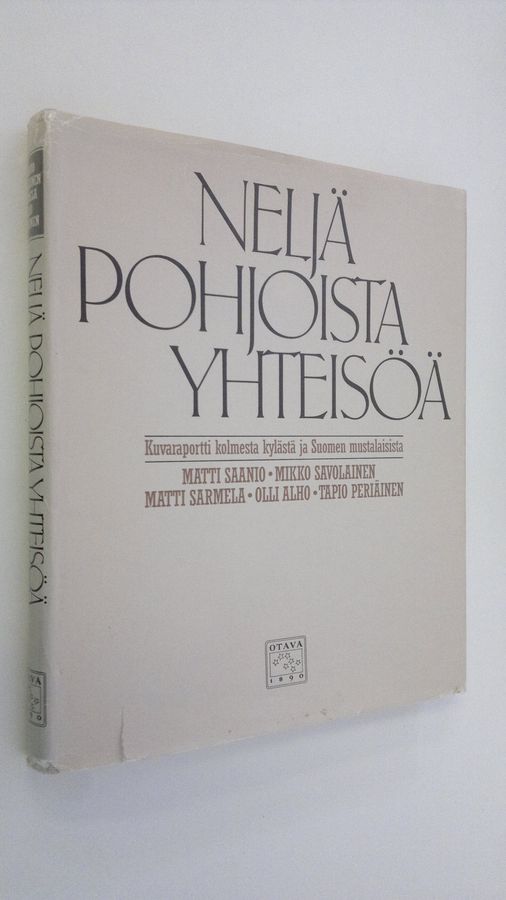 NELJÄ
POHJOISTA
YHTEISÖÄ
Kuvaraportti kolmesta kylästä ja Suomen mustalaisista
MATTI SAANIO • MIKKO SAVOLAINEN
MATTI SARMELA • OLLI ALHO • TAPIO PERIÄINEN
OTAVA
1890
NELJÄ POHJOISTA YHTEISÖÄ
OTAVA